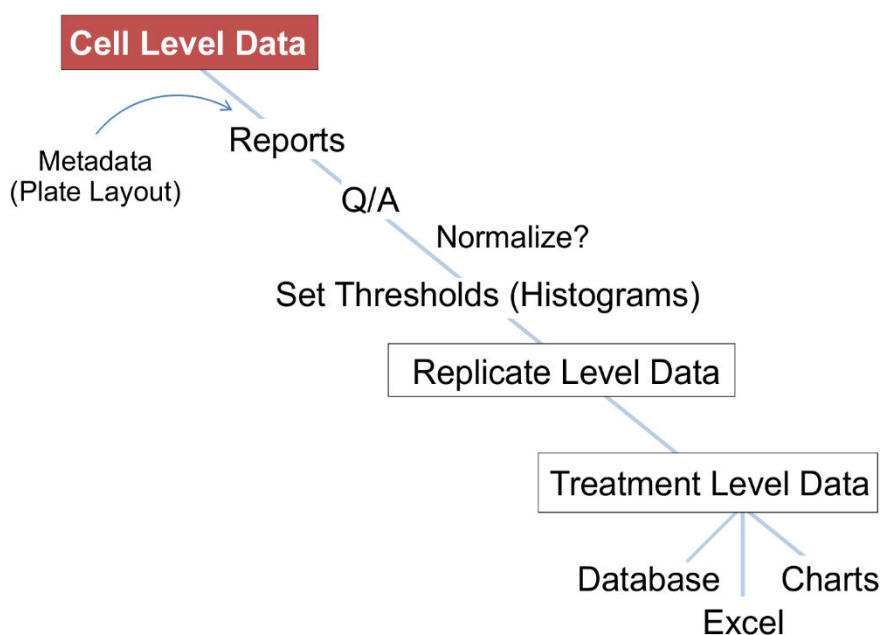 Cell Level Data
Reports
Metadata
(Plate Layout)
Q/A
Normalize?
Set Thresholds (Histograms)
Replicate Level Data
Treatment Level Data
Database
Charts
Excel